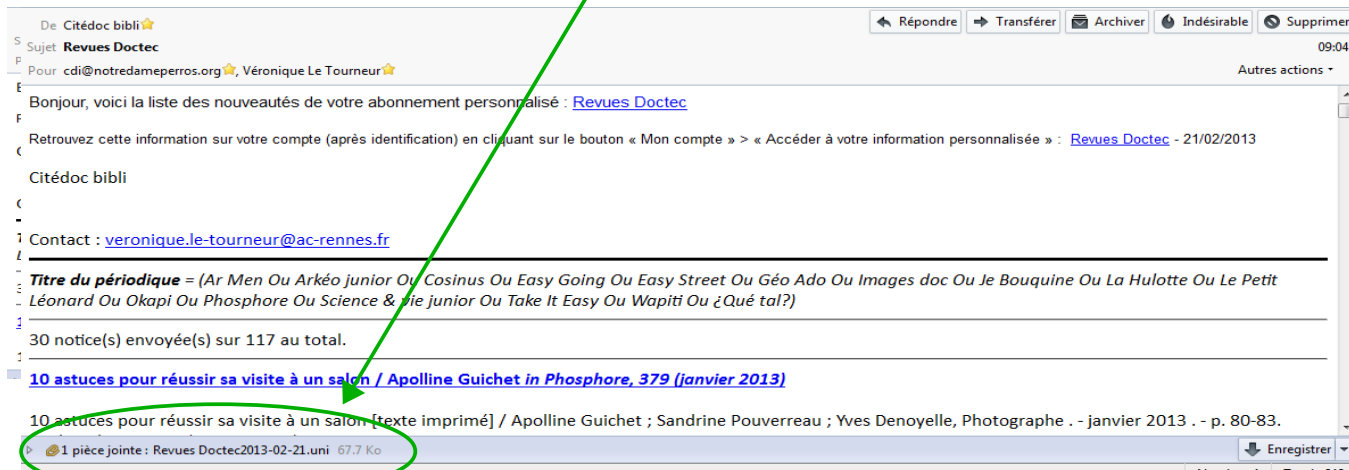 De Citédoc bibli
Répondre Transférer Archiver Indésirable Supprimer
Sujet Revues Doctec
09:04
Pour cdi@notredameperros.org, Véronique Le Tourneur
Autres actions
Bonjour, voici la liste des nouveautés de votre abonnement personnalisé : Revues Doctec
Retrouvez cette information sur votre compte (après identification) en cliquant sur le bouton « Mon compte » > « Accéder à votre information personnalisée » : Revues Doctec - 21/02/2013
Citédoc bibli
Contact : veronique.le-tourneur@ac-rennes.fr
Titre du périodique = (Ar Men Ou Arkéo junior Ou Cosinus Ou Easy Going Ou Easy Street Ou Géo Ado Ou Images doc Ou Je Bouquine Ou La Hulotte Ou Le Petit
Léonard Ou Okapi Ou Phosphore Ou Science & vie junior Ou Take It Easy Ou Wapiti Ou ¿Qué tal?)
30 notice(s) envoyée(s) sur 117 au total.
10 astuces pour réussir sa visite à un salon / Apolline Guichet in Phosphore, 379 (janvier 2013)
10 astuces pour réussir sa visite à un salon [texte imprimé] / Apolline Guichet ; Sandrine Pouverreau ; Yves Denoyelle, Photographe . - janvier 2013 . - p. 80-83.
1 pièce jointe : Revues Doctec2013-02-21.uni 67.7 Ko
Enregistrer